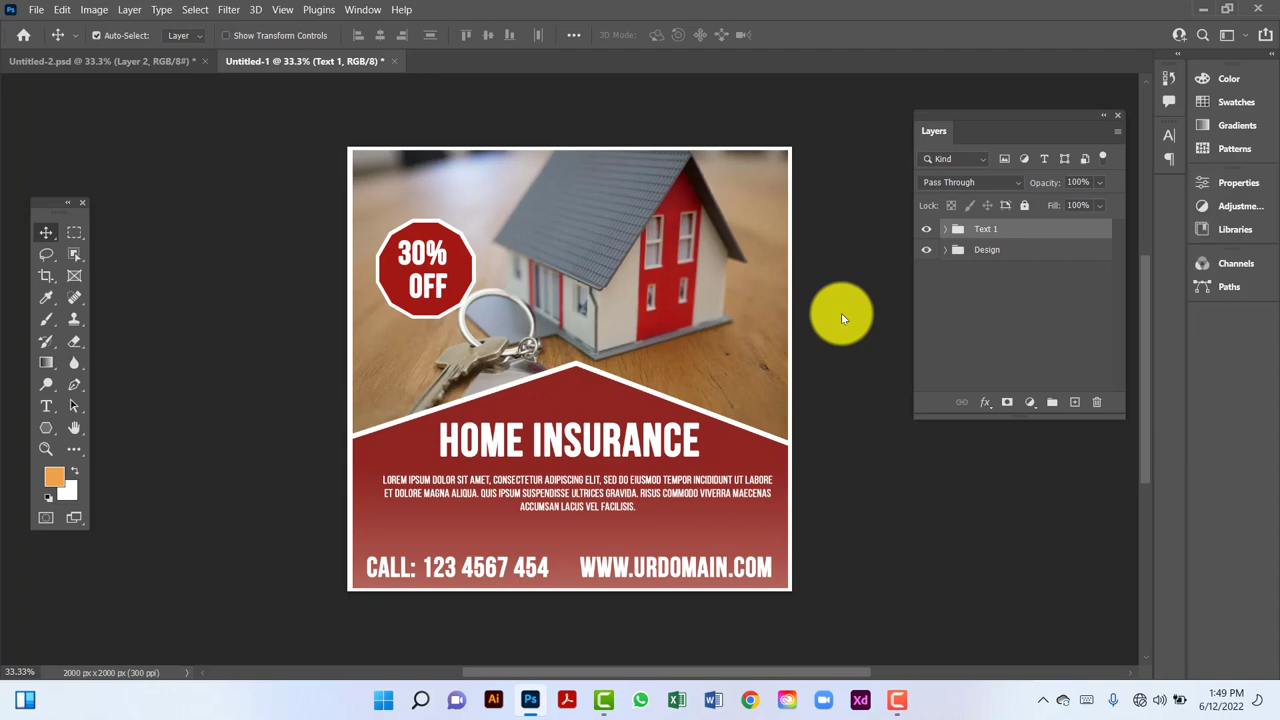 Ps File Edit Image Layer Type Select Filter 3D View Plugins Window Help
Auto-Select: Layer Show Transform Controls 3D Mode:
Untitled-2.psd @ 33.3% (Layer 2, RGB/8#) * Untitled-1 @ 33.3% (Text 1, RGB/8) *
Layers
Kind
Pass Through Opacity: 100%
Lock: Fill: 100%
Text 1
Design
Color
Swatches
Gradients
Patterns
Properties
Adjustme...
Libraries
Channels
Paths
30%
OFF
HOME INSURANCE
LOREM IPSUM DOLOR SIT AMET, CONSECTETUR ADIPISCING ELIT, SED DO EIUSMOD TEMPOR INCIDIDUNT UT LABORE
ET DOLORE MAGNA ALIQUA. QUIS IPSUM SUSPENDISSE ULTRICES GRAVIDA. RISUS COMMODO VIVERRA MAECENAS
ACCUMSAN LACUS VEL FACILISIS.
CALL: 123 4567 454 WWW.URDOMAIN.COM
33.33% 2000 px x 2000 px (300 ppi)
Ai Ps Xd
1:49 PM
6/12/2022